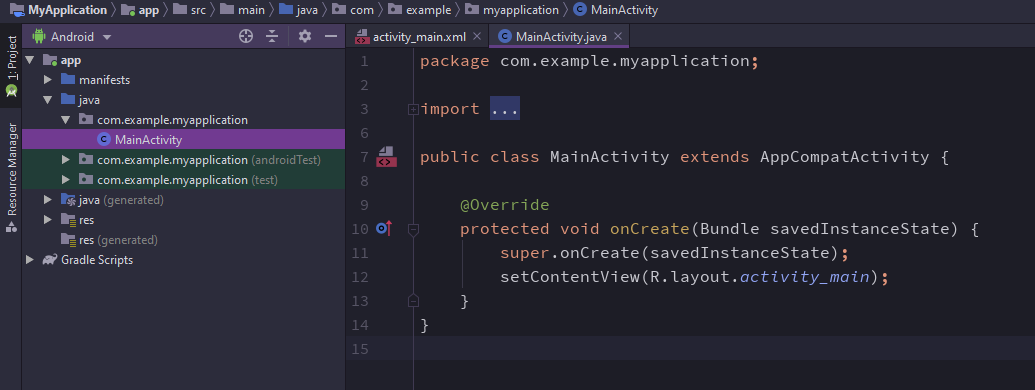 MyApplication app src main java com example myapplication MainActivity
1: Project
Resource Manager
Android
app
manifests
java
com.example.myapplication
MainActivity
com.example.myapplication (androidTest)
com.example.myapplication (test)
java (generated)
res
res (generated)
Gradle Scripts
activity_main.xml MainActivity.java
1 package com.example.myapplication;
2
3 import ...
6
7 public class MainActivity extends AppCompatActivity {
8
9 @Override
10 protected void onCreate(Bundle savedInstanceState) {
11 super.onCreate(savedInstanceState);
12 setContentView(R.layout.activity_main);
13 }
14 }
15